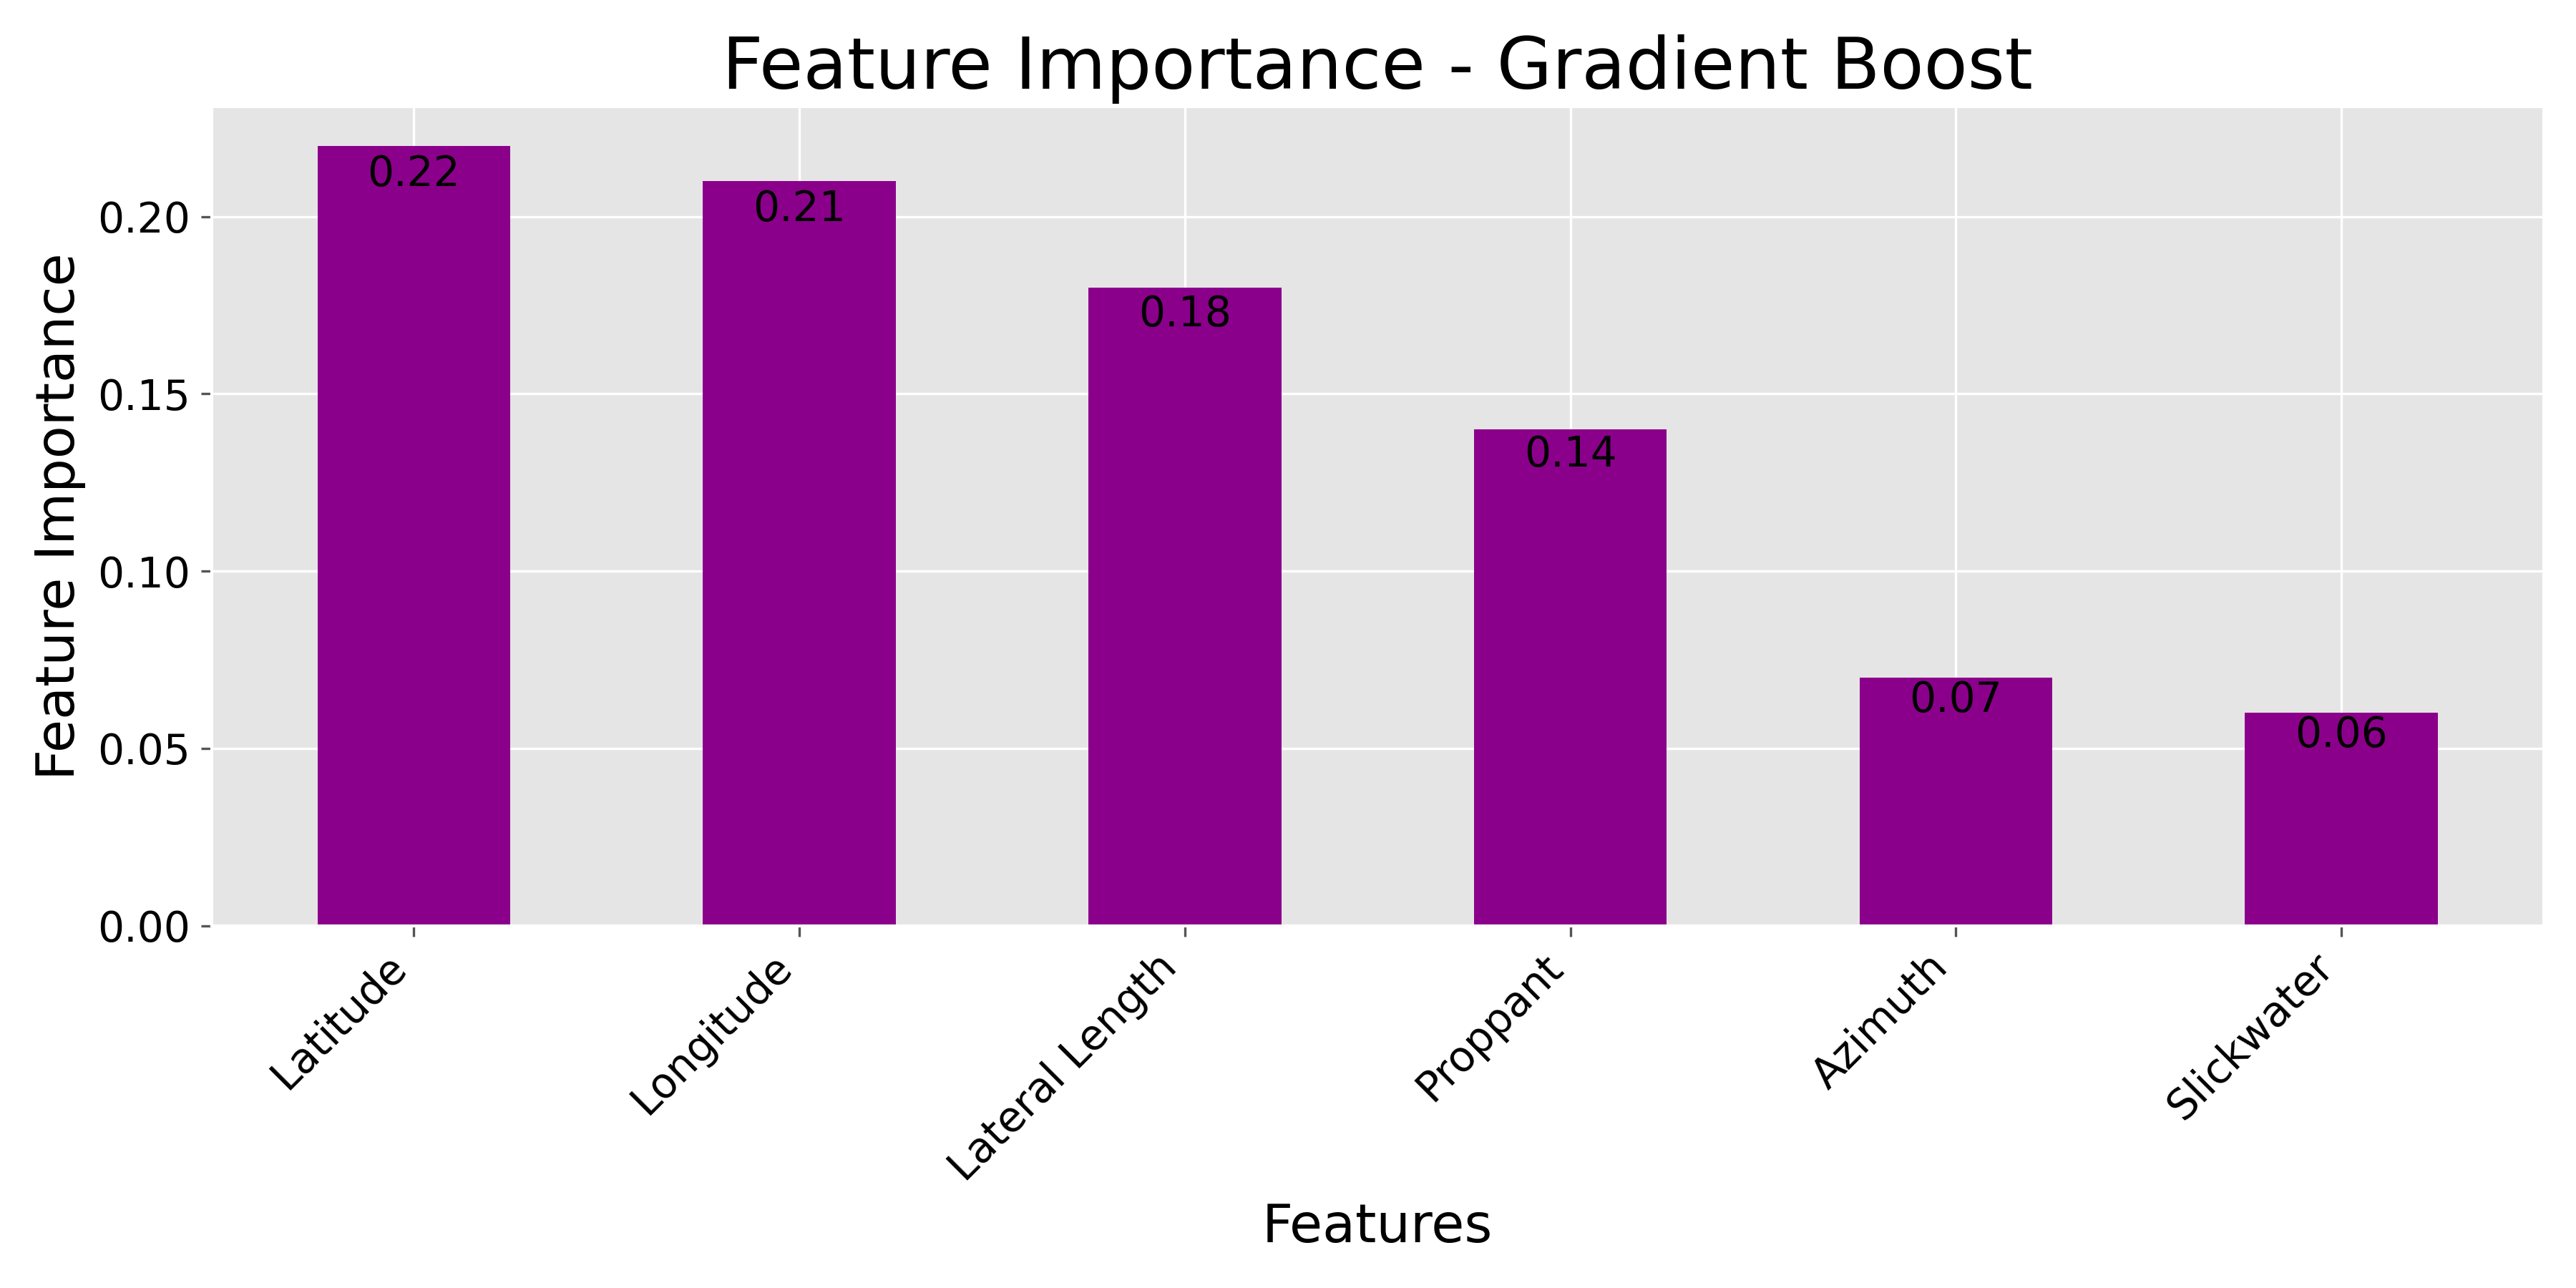 Feature Importance - Gradient Boost
Feature Importance
0.20
0.15
0.10
0.05
0.00
0.22
0.21
0.18
0.14
0.07
0.06
Latitude
Longitude
Lateral Length
Proppant
Azimuth
Slickwater
Features